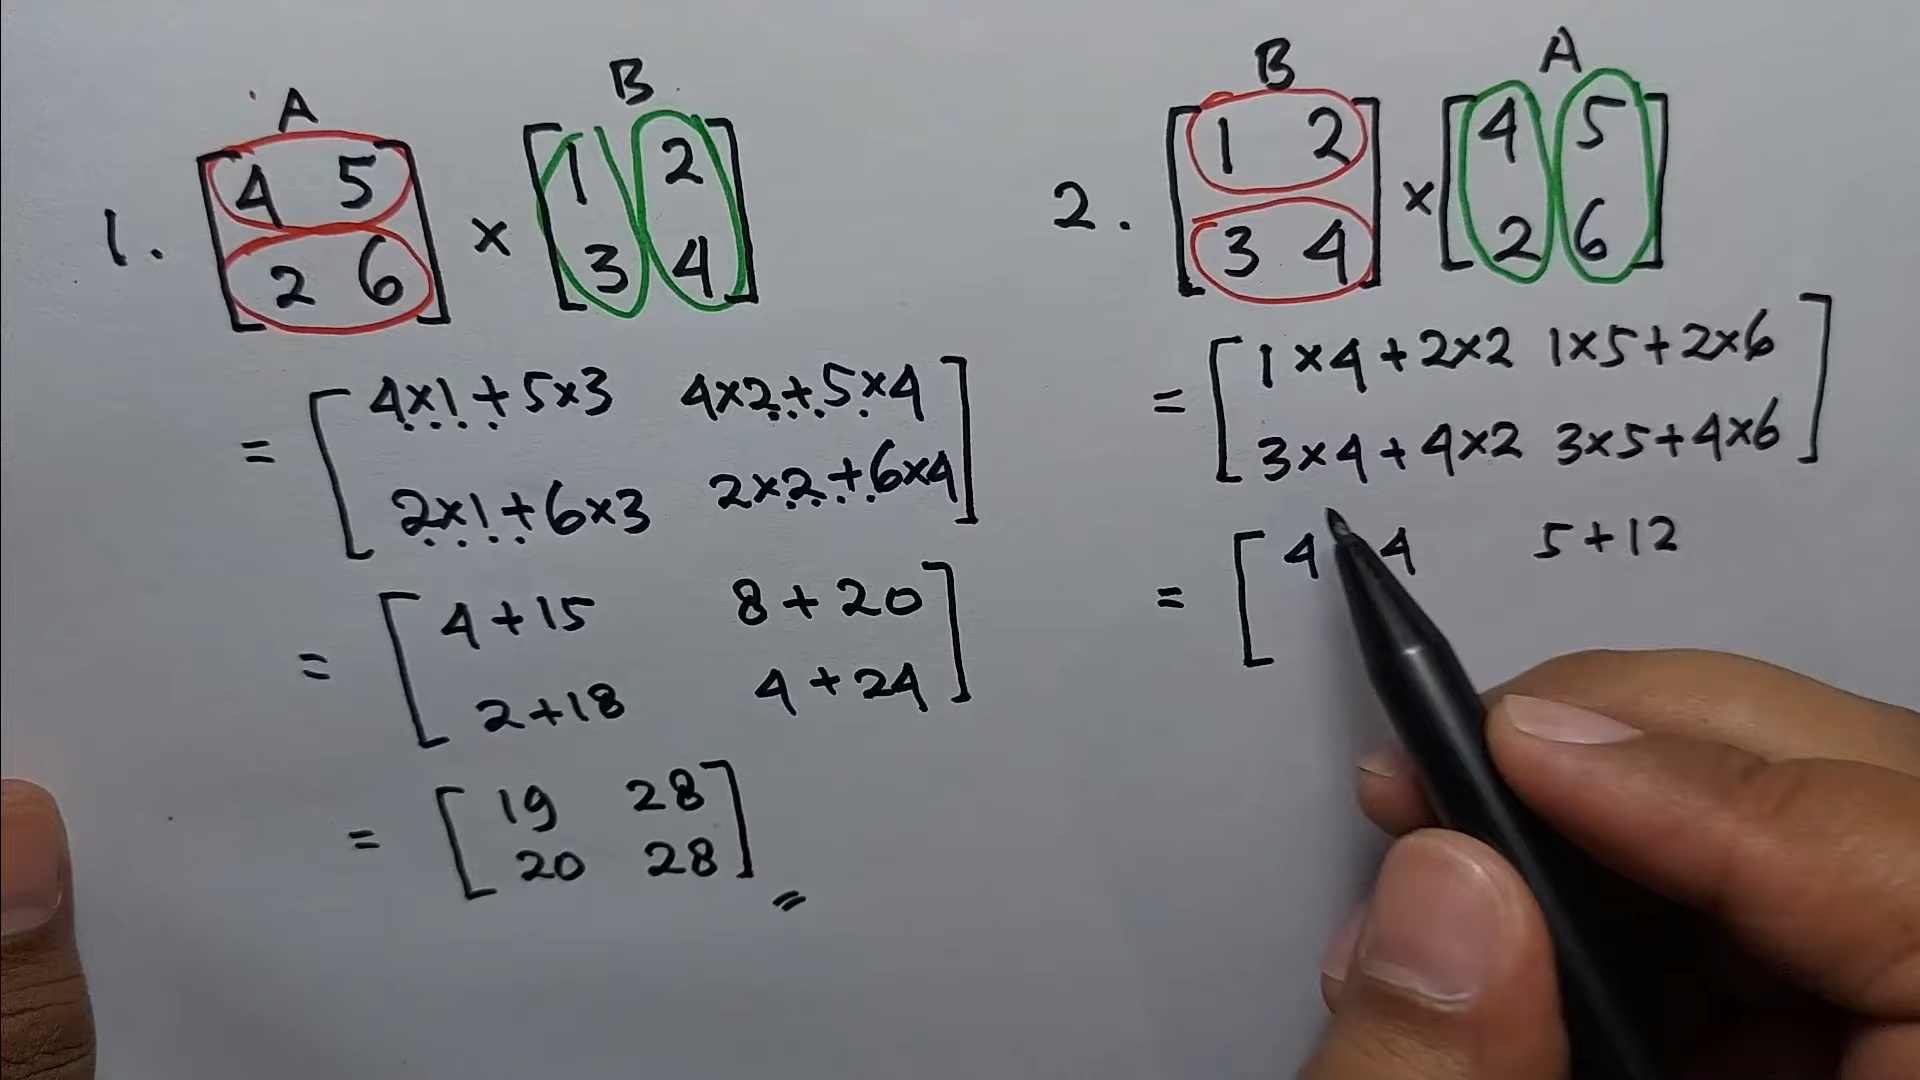 A B
1. [4 5] × [1 2]
[2 6] [3 4]
= [4×1+5×3 4×2+5×4]
[2×1+6×3 2×2+6×4]
= [4+15 8+20]
[2+18 4+24]
= [19 28]
[20 28] =
B A
2. [1 2] × [4 5]
[3 4] [2 6]
= [1×4+2×2 1×5+2×6]
[3×4+4×2 3×5+4×6]
= [4 4 5+12